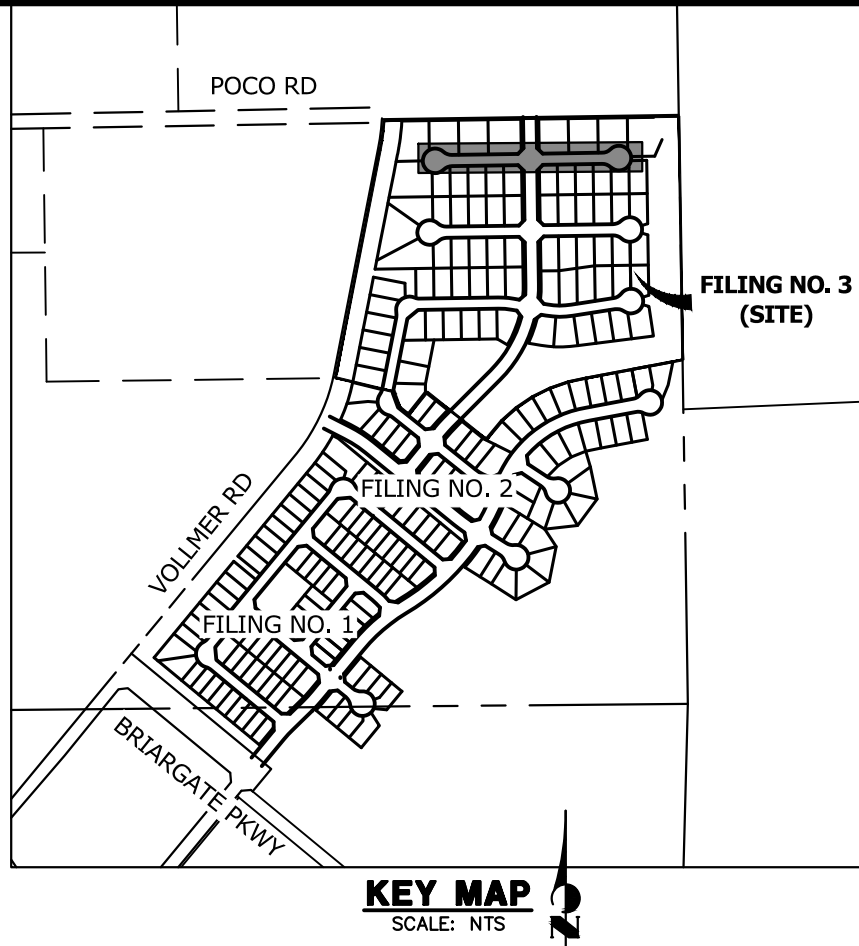 POCO RD
FILING NO. 3
(SITE)
FILING NO. 2
VOLLMER RD
FILING NO. 1
BRIARGATE PKWY
KEY MAP
SCALE: NTS
N